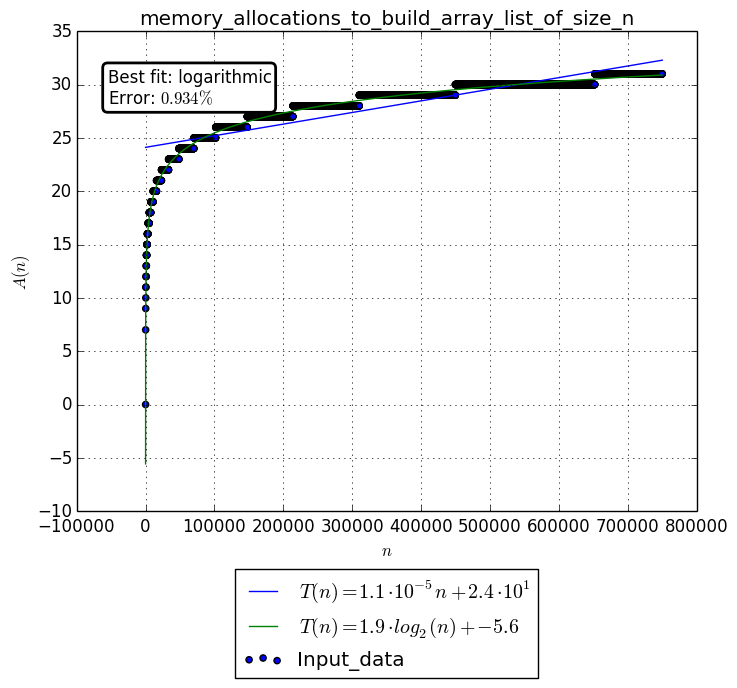 memory_allocations_to_build_array_list_of_size_n
35
30
25
20
15
10
5
0
−5
−10
Best fit: logarithmic
Error: 0.934%
A(n)
−100000 0 100000 200000 300000 400000 500000 600000 700000 800000
n
T(n)=1.1·10^{-5}n+2.4·10^{1}
T(n)=1.9·log_2(n)+−5.6
Input_data